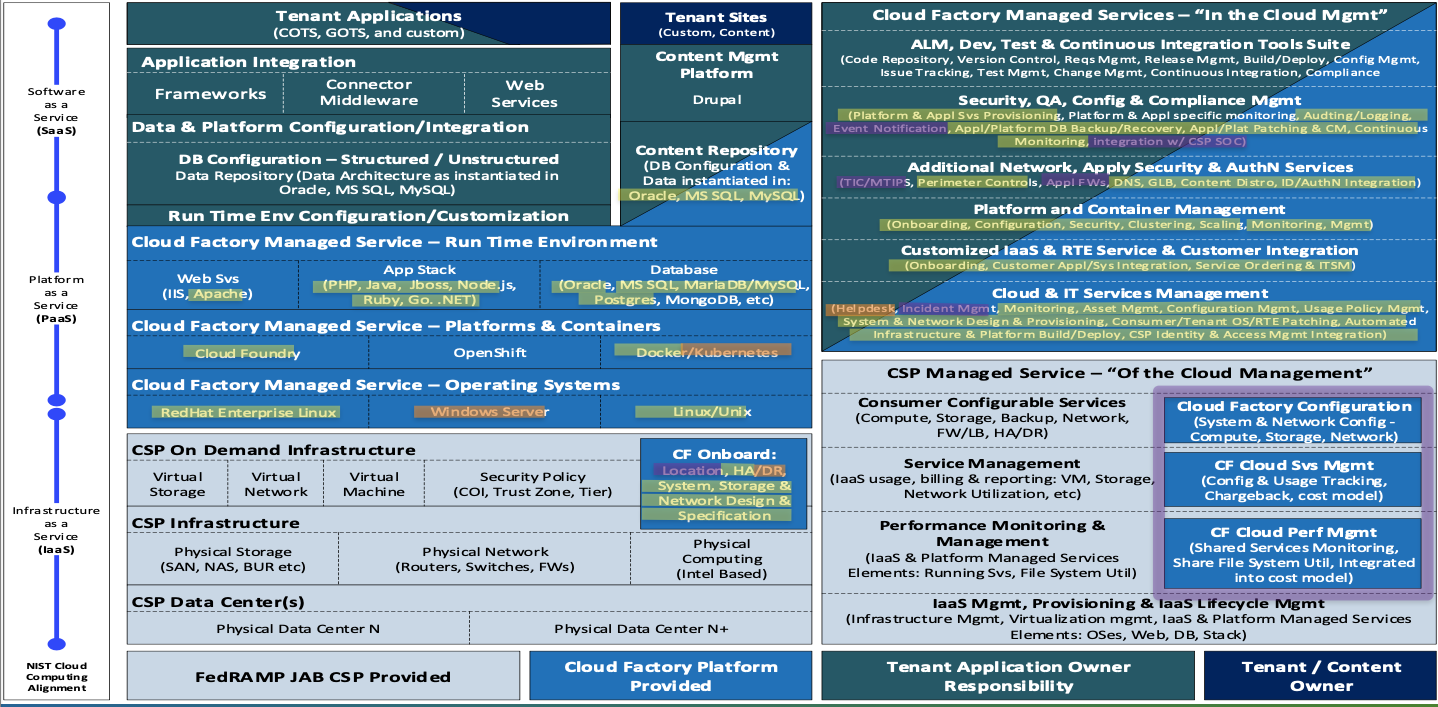 Software
as a
Service
(SaaS)
Platform
as a
Service
(PaaS)
Infrastructure
as a
Service
(IaaS)
NIST Cloud
Computing
Alignment
Tenant Applications
(COTS, GOTS, and custom)
Application Integration
Frameworks
Connector
Middleware
Web
Services
Data & Platform Configuration/Integration
DB Configuration – Structured / Unstructured
Data Repository (Data Architecture as instantiated in
Oracle, MS SQL, MySQL)
Run Time Env Configuration/Customization
Tenant Sites
(Custom, Content)
Content Mgmt
Platform
Drupal
Content Repository
(DB Configuration &
Data instantiated in:
Oracle, MS SQL, MySQL)
Cloud Factory Managed Service – Run Time Environment
Web Svs
(IIS, Apache)
App Stack
(PHP, Java, Jboss, Node.js,
Ruby, Go. .NET)
Database
(Oracle, MS SQL, MariaDB/MySQL,
Postgres, MongoDB, etc)
Cloud Factory Managed Service – Platforms & Containers
Cloud Foundry
OpenShift
Docker/Kubernetes
Cloud Factory Managed Service – Operating Systems
RedHat Enterprise Linux
Windows Server
Linux/Unix
CSP On Demand Infrastructure
Virtual
Storage
Virtual
Network
Virtual
Machine
Security Policy
(COI, Trust Zone, Tier)
CF Onboard:
Location, HA/DR,
System, Storage &
Network Design &
Specification
CSP Infrastructure
Physical Storage
(SAN, NAS, BUR etc)
Physical Network
(Routers, Switches, FWs)
Physical
Computing
(Intel Based)
CSP Data Center(s)
Physical Data Center N
Physical Data Center N+
Cloud Factory Managed Services – “In the Cloud Mgmt”
ALM, Dev, Test & Continuous Integration Tools Suite
(Code Repository, Version Control, Reqs Mgmt, Release Mgmt, Build/Deploy, Config Mgmt,
Issue Tracking, Test Mgmt, Change Mgmt, Continuous Integration, Compliance
Security, QA, Config & Compliance Mgmt
(Platform & Appl Svs Provisioning, Platform & Appl specific monitoring, Audting/Logging,
Event Notification, Appl/Platform DB Backup/Recovery, Appl/Plat Patching & CM, Continuous
Monitoring, Integration w/ CSP SOC)
Additional Network, Apply Security & AuthN Services
(TIC/MTIPS, Perimeter Controls, Appl FWs, DNS, GLB, Content Distro, ID/AuthN Integration)
Platform and Container Management
(Onboarding, Configuration, Security, Clustering, Scaling, Monitoring, Mgmt)
Customized IaaS & RTE Service & Customer Integration
(Onboarding, Customer Appl/Sys Integration, Service Ordering & ITSM)
Cloud & IT Services Management
(Helpdesk, Incident Mgmt, Monitoring, Asset Mgmt, Configuration Mgmt, Usage Policy Mgmt,
System & Network Design & Provisioning, Consumer/Tenant OS/RTE Patching, Automated
Infrastructure & Platform Build/Deploy, CSP Identity & Access Mgmt Integration)
CSP Managed Service – “Of the Cloud Management”
Consumer Configurable Services
(Compute, Storage, Backup, Network,
FW/LB, HA/DR)
Cloud Factory Configuration
(System & Network Config -
Compute, Storage, Network)
Service Management
(IaaS usage, billing & reporting: VM, Storage,
Network Utilization, etc)
CF Cloud Svs Mgmt
(Config & Usage Tracking,
Chargeback, cost model)
Performance Monitoring &
Management
(IaaS & Platform Managed Services
Elements: Running Svs, File System Util)
CF Cloud Perf Mgmt
(Shared Services Monitoring,
Share File System Util, Integrated
into cost model)
IaaS Mgmt, Provisioning & IaaS Lifecycle Mgmt
(Infrastructure Mgmt, Virtualization mgmt, IaaS & Platform Managed Services
Elements: OSes, Web, DB, Stack)
FedRAMP JAB CSP Provided
Cloud Factory Platform
Provided
Tenant Application Owner
Responsibility
Tenant / Content
Owner